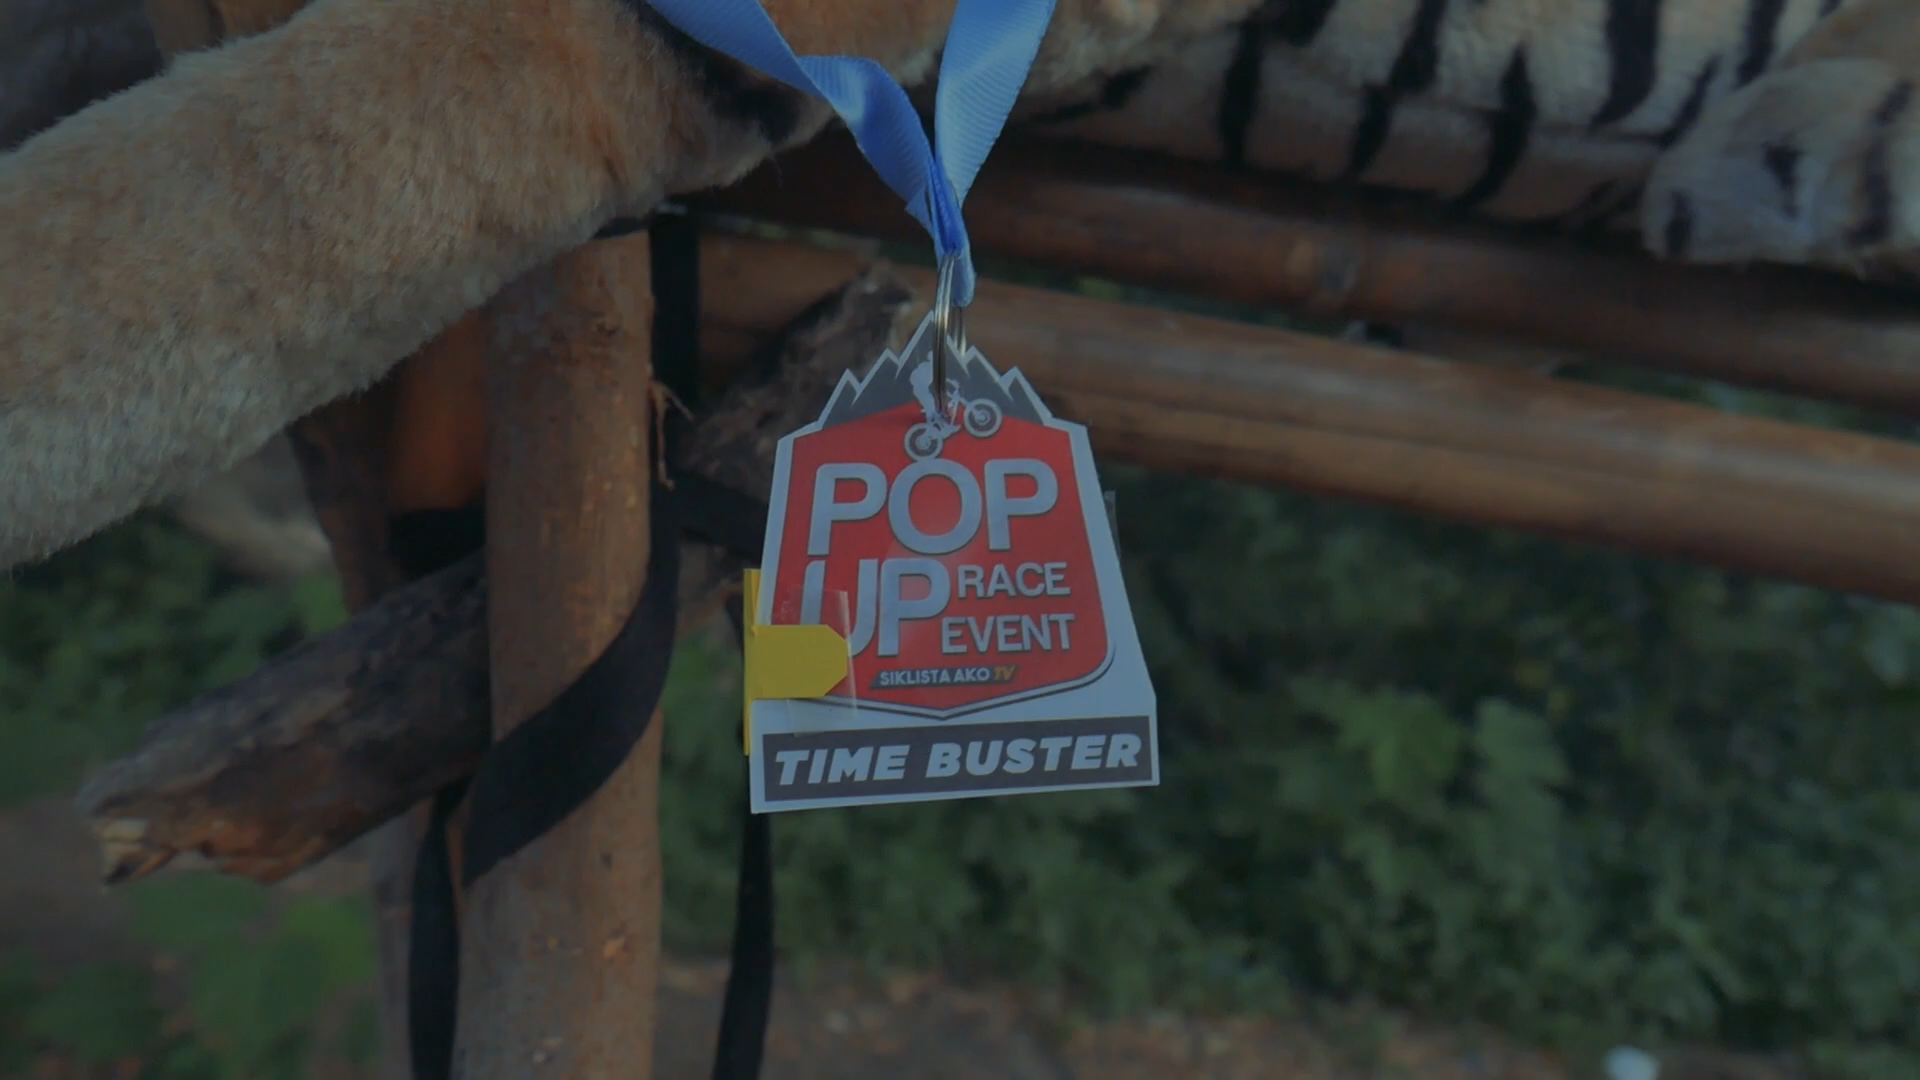 POP
UP RACE
EVENT
SIKLISTA AKO TV
TIME BUSTER